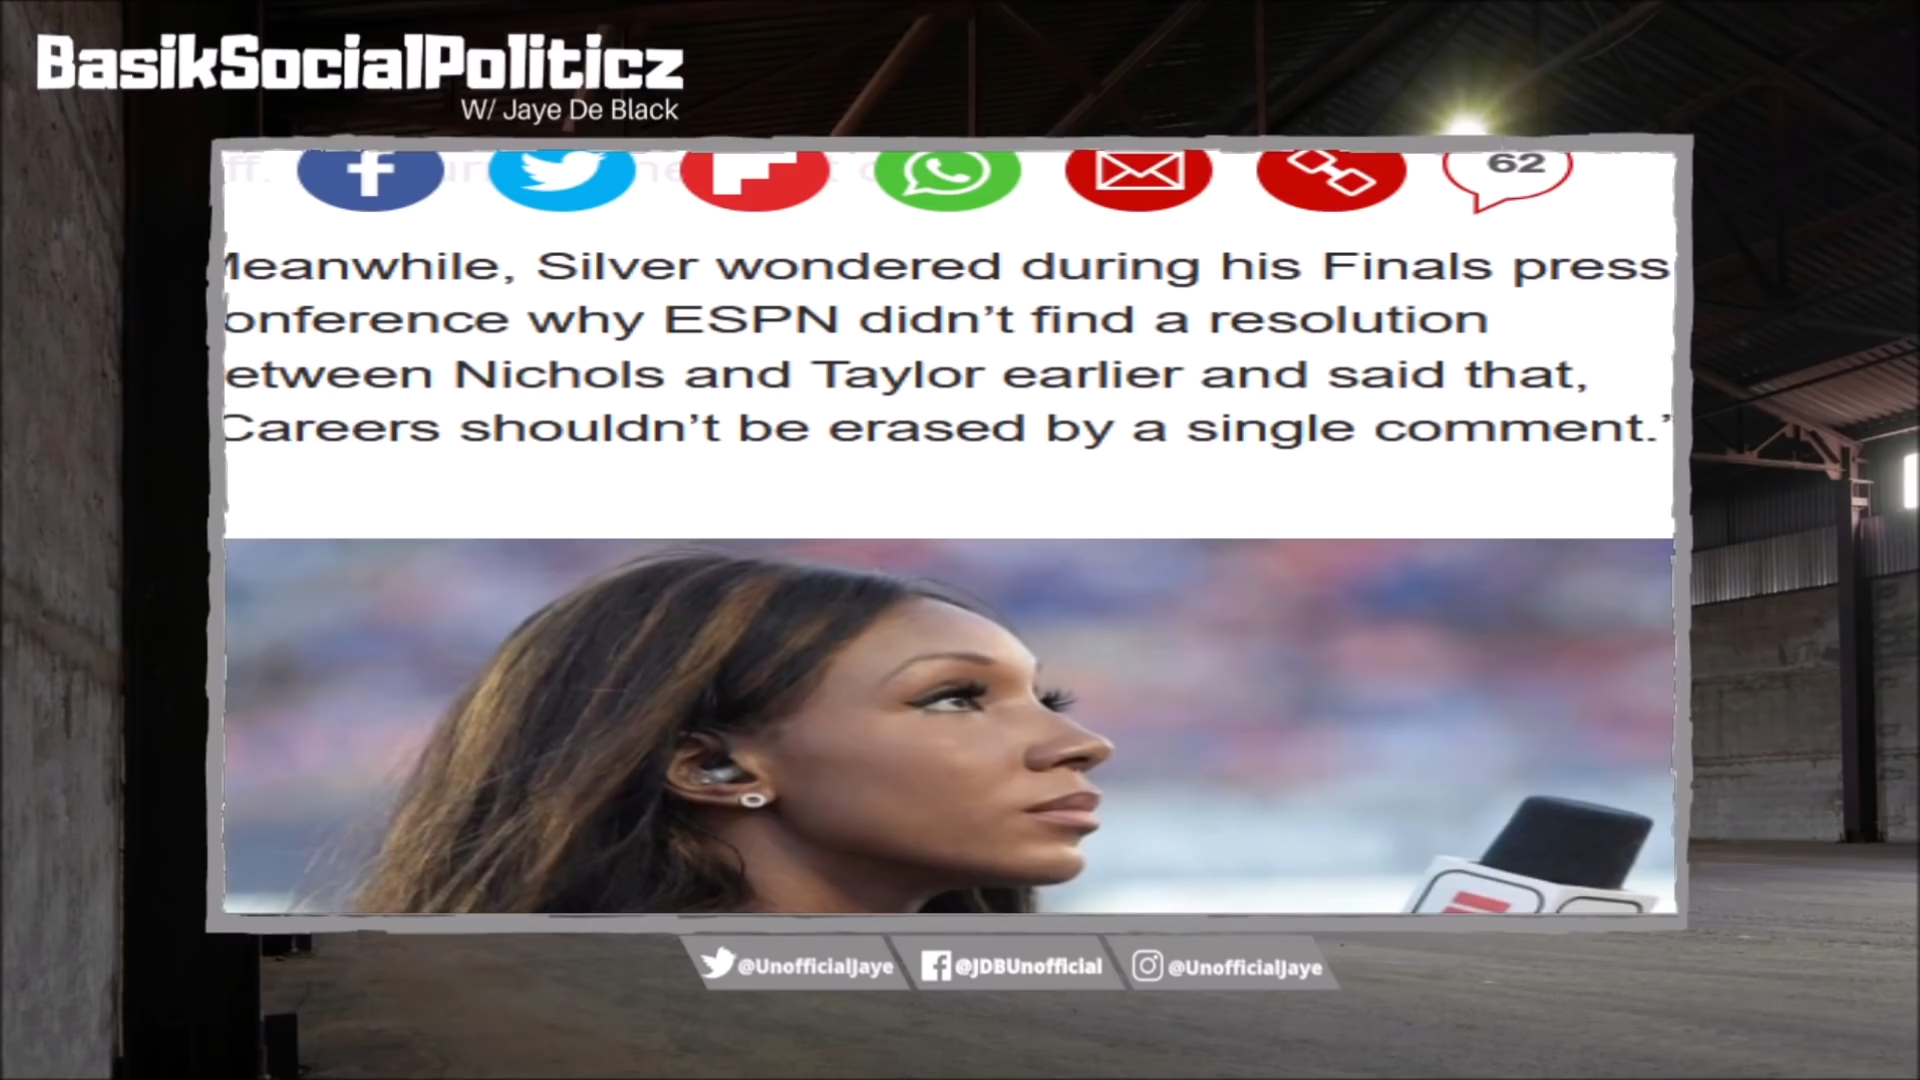 BasikSocialPoliticz
W/ Jaye De Black
62
Meanwhile, Silver wondered during his Finals press
onference why ESPN didn’t find a resolution
etween Nichols and Taylor earlier and said that,
Careers shouldn’t be erased by a single comment.”
@UnofficialJaye @JDBUnofficial @UnofficialJaye